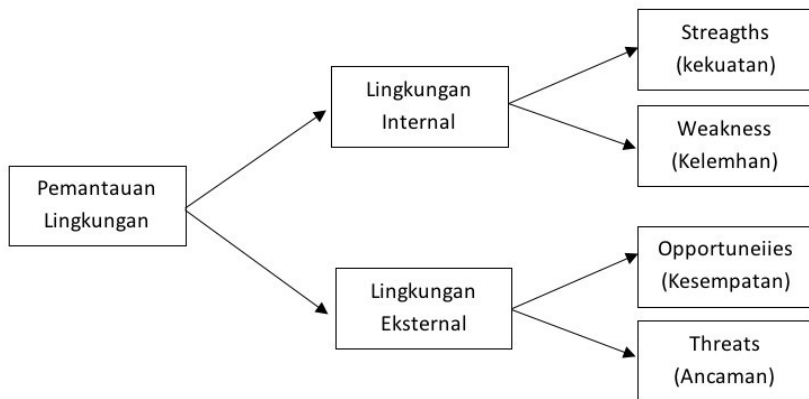 Pemantauan
Lingkungan
Lingkungan
Internal
Streagths
(kekuatan)
Weakness
(Kelemhan)
Lingkungan
Eksternal
Opportuneiies
(Kesempatan)
Threats
(Ancaman)